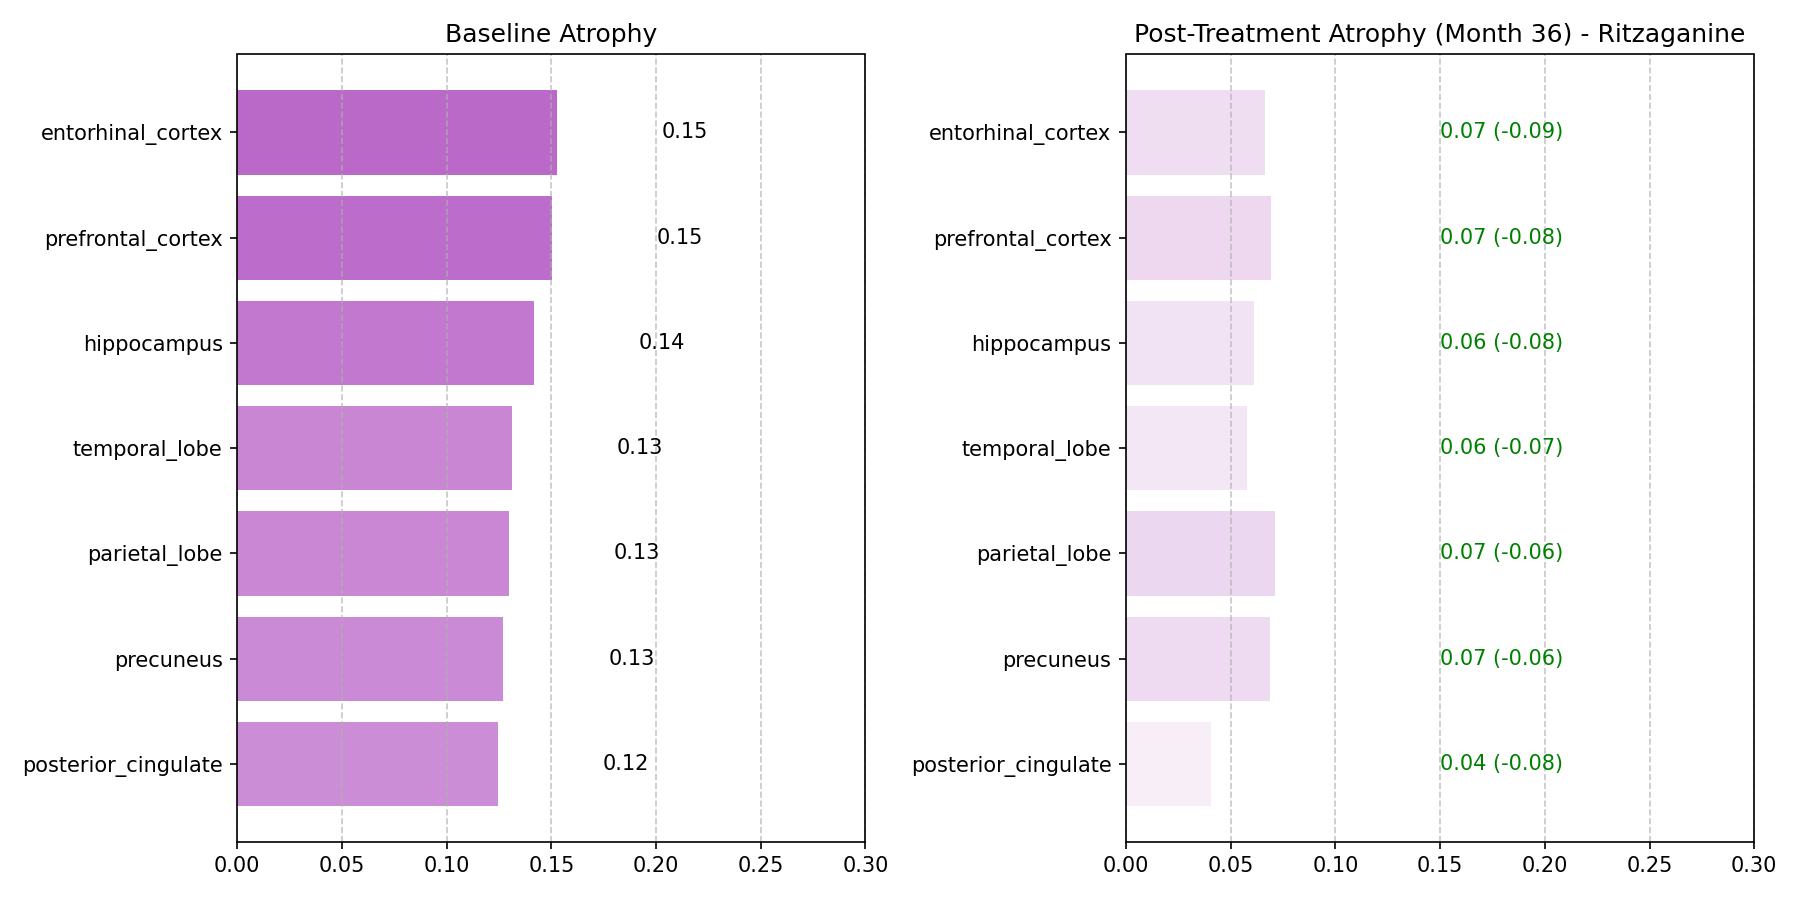 Baseline Atrophy
entorhinal_cortex
0.15
prefrontal_cortex
0.15
hippocampus
0.14
temporal_lobe
0.13
parietal_lobe
0.13
precuneus
0.13
posterior_cingulate
0.12
0.00 0.05 0.10 0.15 0.20 0.25 0.30
Post-Treatment Atrophy (Month 36) - Ritzaganine
entorhinal_cortex
0.07 (-0.09)
prefrontal_cortex
0.07 (-0.08)
hippocampus
0.06 (-0.08)
temporal_lobe
0.06 (-0.07)
parietal_lobe
0.07 (-0.06)
precuneus
0.07 (-0.06)
posterior_cingulate
0.04 (-0.08)
0.00 0.05 0.10 0.15 0.20 0.25 0.30